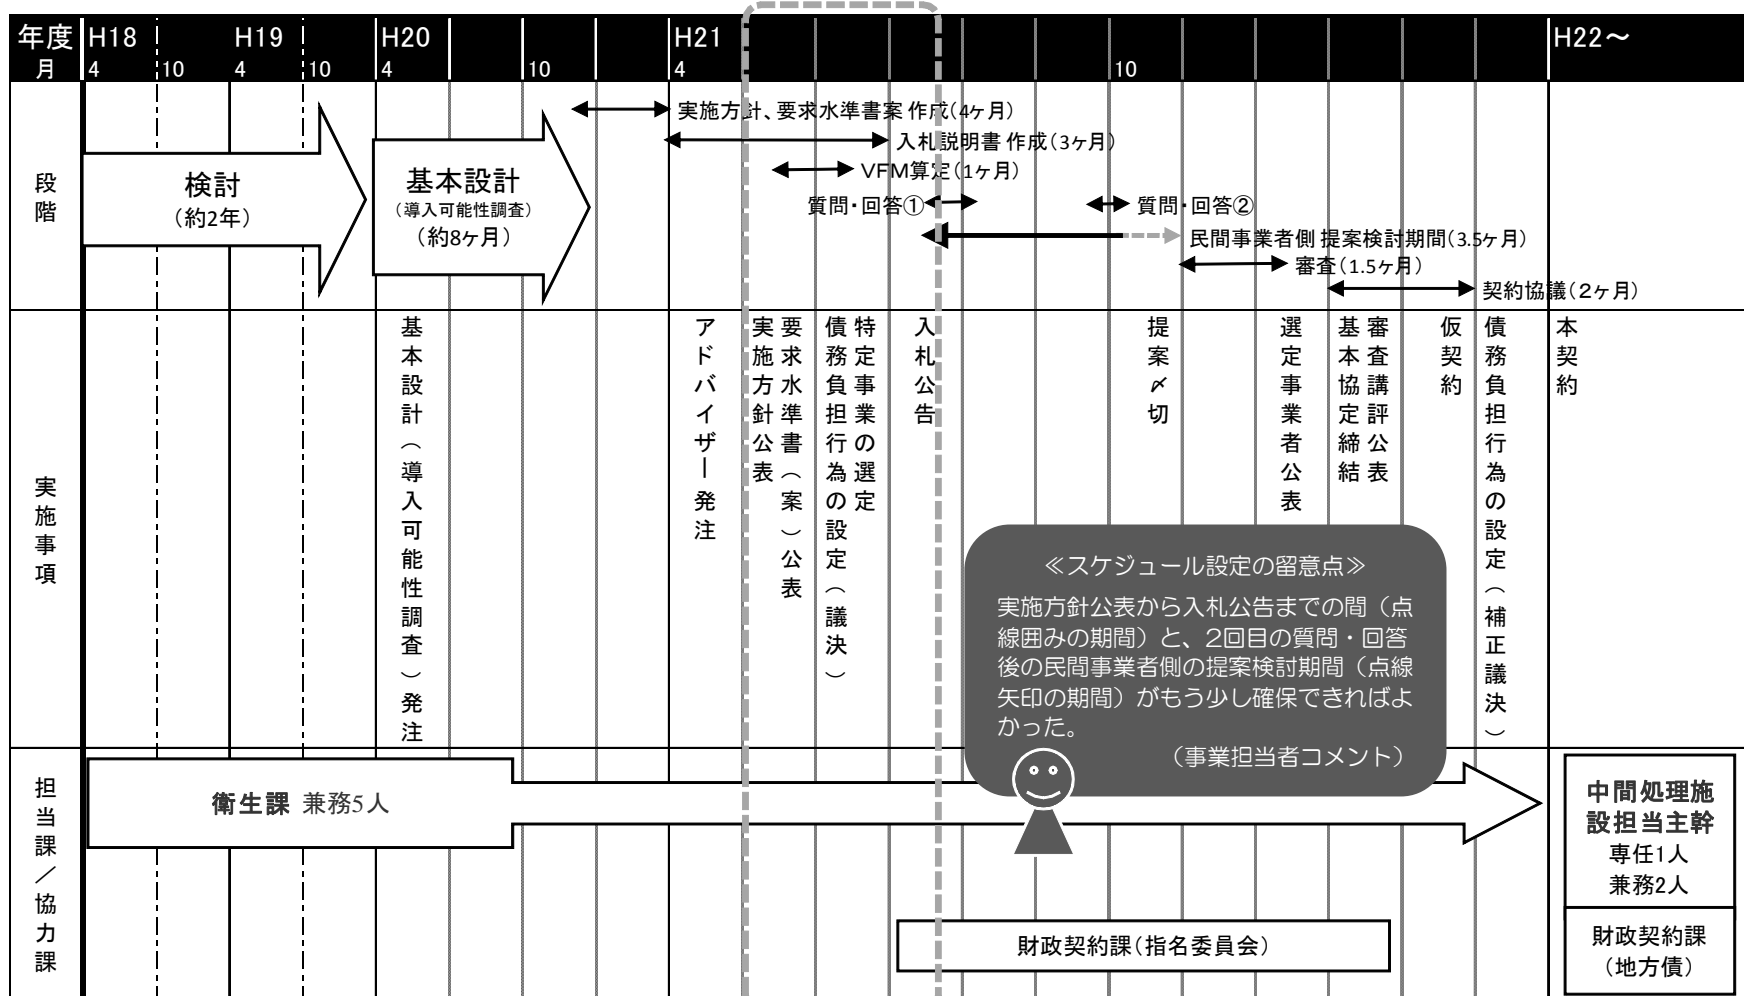 年度 H18 H19 H20 H21 H22～
月 4 10 4 10 4 10 4 10
段階
検討
（約2年）
基本設計
（導入可能性調査）
（約8ヶ月）
実施方針、要求水準書案 作成（4ヶ月）
入札説明書 作成（3ヶ月）
VFM算定（1ヶ月）
質問・回答①
質問・回答②
民間事業者側 提案検討期間（3.5ヶ月）
審査（1.5ヶ月）
契約協議（2ヶ月）
実施事項
基本設計（導入可能性調査）発注
アドバイザー発注
実施方針公表
要求水準書（案）公表
債務負担行為の設定（議決）
特定事業の選定
入札公告
提案〆切
選定事業者公表
基本協定締結
審査講評公表
仮契約
債務負担行為の設定（補正議決）
本契約
≪スケジュール設定の留意点≫
実施方針公表から入札公告までの間（点
線囲みの期間）と、2回目の質問・回答
後の民間事業者側の提案検討期間（点線
矢印の期間）がもう少し確保できればよ
かった。
（事業担当者コメント）
担当課／協力課
衛生課 兼務5人
財政契約課（指名委員会）
中間処理施
設担当主幹
専任1人
兼務2人
財政契約課
（地方債）